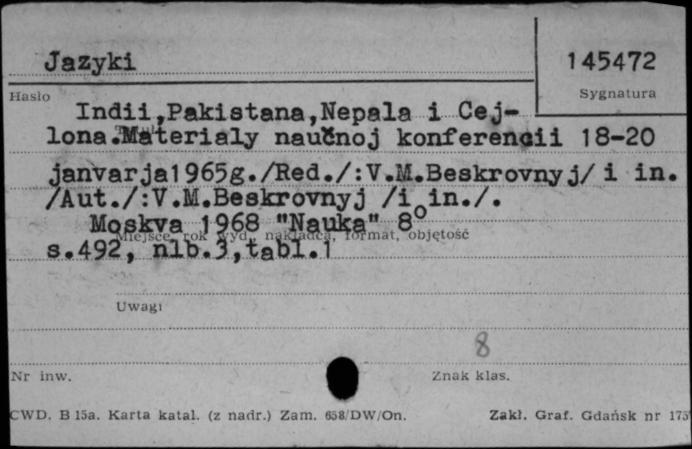 Jazyki
145472
Hasło
Sygnatura
Indii,Pakistana,Nepala i Cej-
lona.Materialy naučnoj konferencii 18-20
janvarja1965g./Red./:V.M.Beskrovnyj/ i in.
/Aut./:V.M.Beskrovnyj /i in./.
Moskva 1968 "Nauka" 8°
Miejsce, rok wyd., nakładca, format, objętość
s.492, nlb.3,tabl.1
Uwagi
8
Nr inw.
Znak klas.
CWD. B 15a. Karta katal. (z nadr.) Zam. 658/DW/On.
Zakł. Graf. Gdańsk nr 175